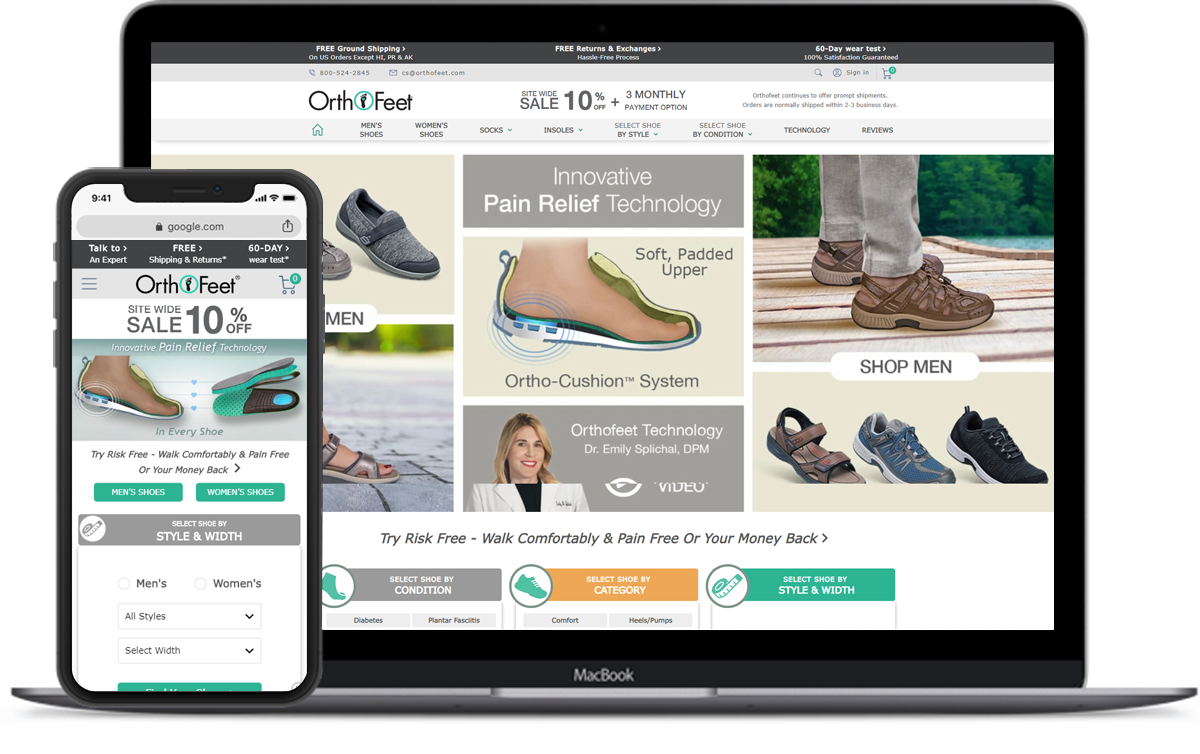 FREE Ground Shipping >
On US Orders Except HI, PR & AK
FREE Returns & Exchanges >
Hassle-Free Process
60-Day wear test >
100% Satisfaction Guaranteed
800-524-2845
cs@orthofeet.com
Sign in
0
OrthoFeet
SITE WIDE
SALE 10% OFF
+ 3 MONTHLY
PAYMENT OPTION
Orthofeet continues to offer prompt shipments.
Orders are normally shipped within 2-3 business days.
MEN'S
SHOES
WOMEN'S
SHOES
SOCKS
INSOLES
SELECT SHOE
BY STYLE
SELECT SHOE
BY CONDITION
TECHNOLOGY
REVIEWS
MEN
Innovative
Pain Relief Technology
Soft, Padded
Upper
Ortho-Cushion™ System
Orthofeet Technology
Dr. Emily Splichal, DPM
VIDEO
SHOP MEN
Try Risk Free - Walk Comfortably & Pain Free Or Your Money Back >
SELECT SHOE BY
CONDITION
Diabetes
Plantar Fasciitis
SELECT SHOE BY
CATEGORY
Comfort
Heels/Pumps
SELECT SHOE BY
STYLE & WIDTH
MacBook
9:41
google.com
Talk to >
An Expert
FREE >
Shipping & Returns*
60-DAY >
wear test*
OrthoFeet®
0
SITE WIDE
SALE 10% OFF
Innovative Pain Relief Technology
In Every Shoe
Try Risk Free - Walk Comfortably & Pain Free
Or Your Money Back >
MEN'S SHOES
WOMEN'S SHOES
SELECT SHOE BY
STYLE & WIDTH
Men's
Women's
All Styles
Select Width